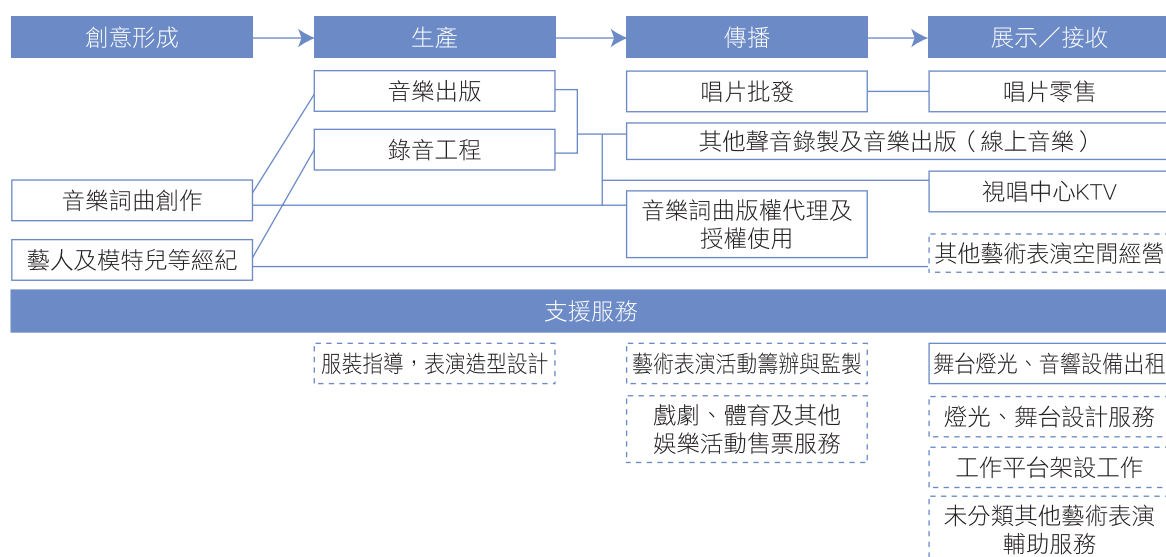 創意形成
生產
傳播
展示／接收
音樂出版
唱片批發
唱片零售
錄音工程
其他聲音錄製及音樂出版（線上音樂）
音樂詞曲創作
視唱中心KTV
音樂詞曲版權代理及
授權使用
藝人及模特兒等經紀
其他藝術表演空間經營
支援服務
服裝指導，表演造型設計
藝術表演活動籌辦與監製
舞台燈光、音響設備出租
戲劇、體育及其他
娛樂活動售票服務
燈光、舞台設計服務
工作平台架設工作
未分類其他藝術表演
輔助服務